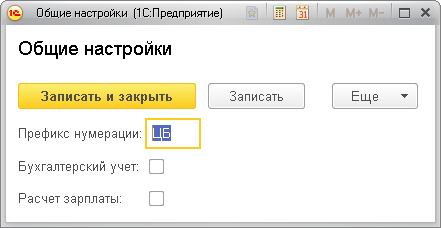 Общие настройки (1С:Предприятие)
M M+ M-
Общие настройки
Записать и закрыть Записать Еще
Префикс нумерации: ЦБ
Бухгалтерский учет:
Расчет зарплаты: